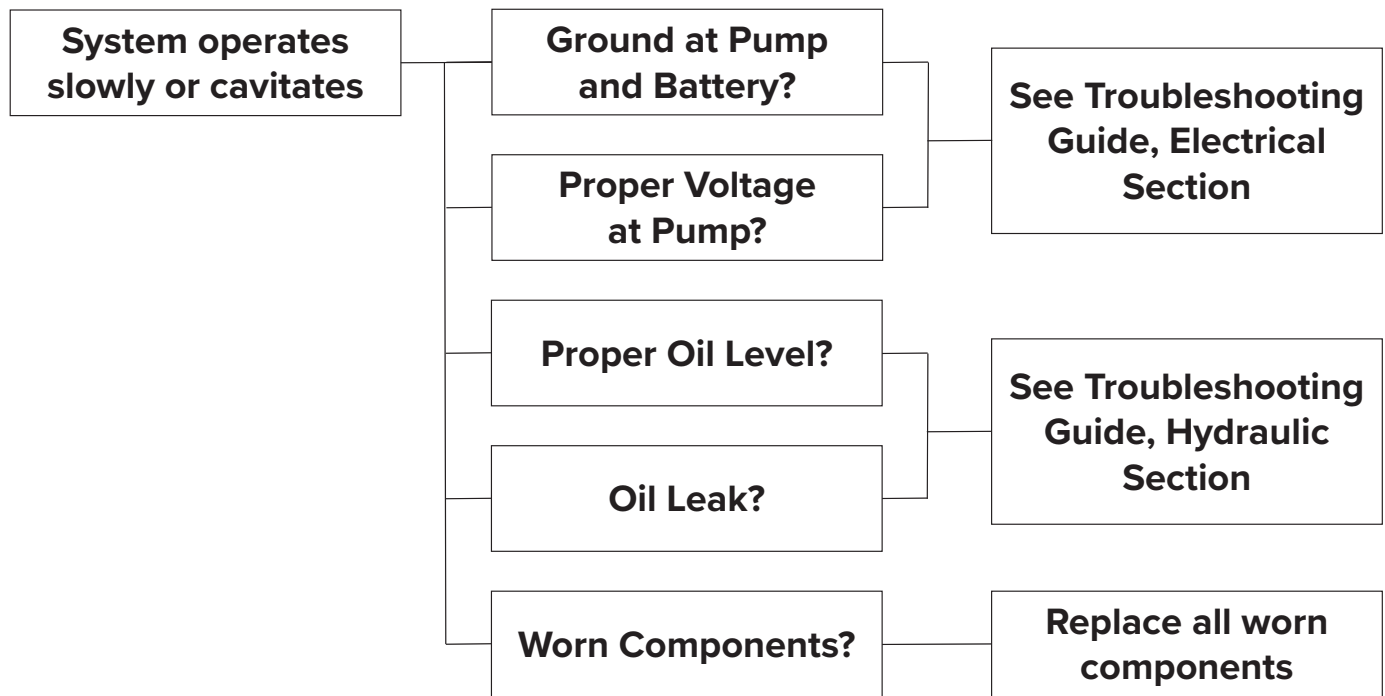 System operates
slowly or cavitates
Ground at Pump
and Battery?
Proper Voltage
at Pump?
Proper Oil Level?
Oil Leak?
Worn Components?
See Troubleshooting
Guide, Electrical
Section
See Troubleshooting
Guide, Hydraulic
Section
Replace all worn
components